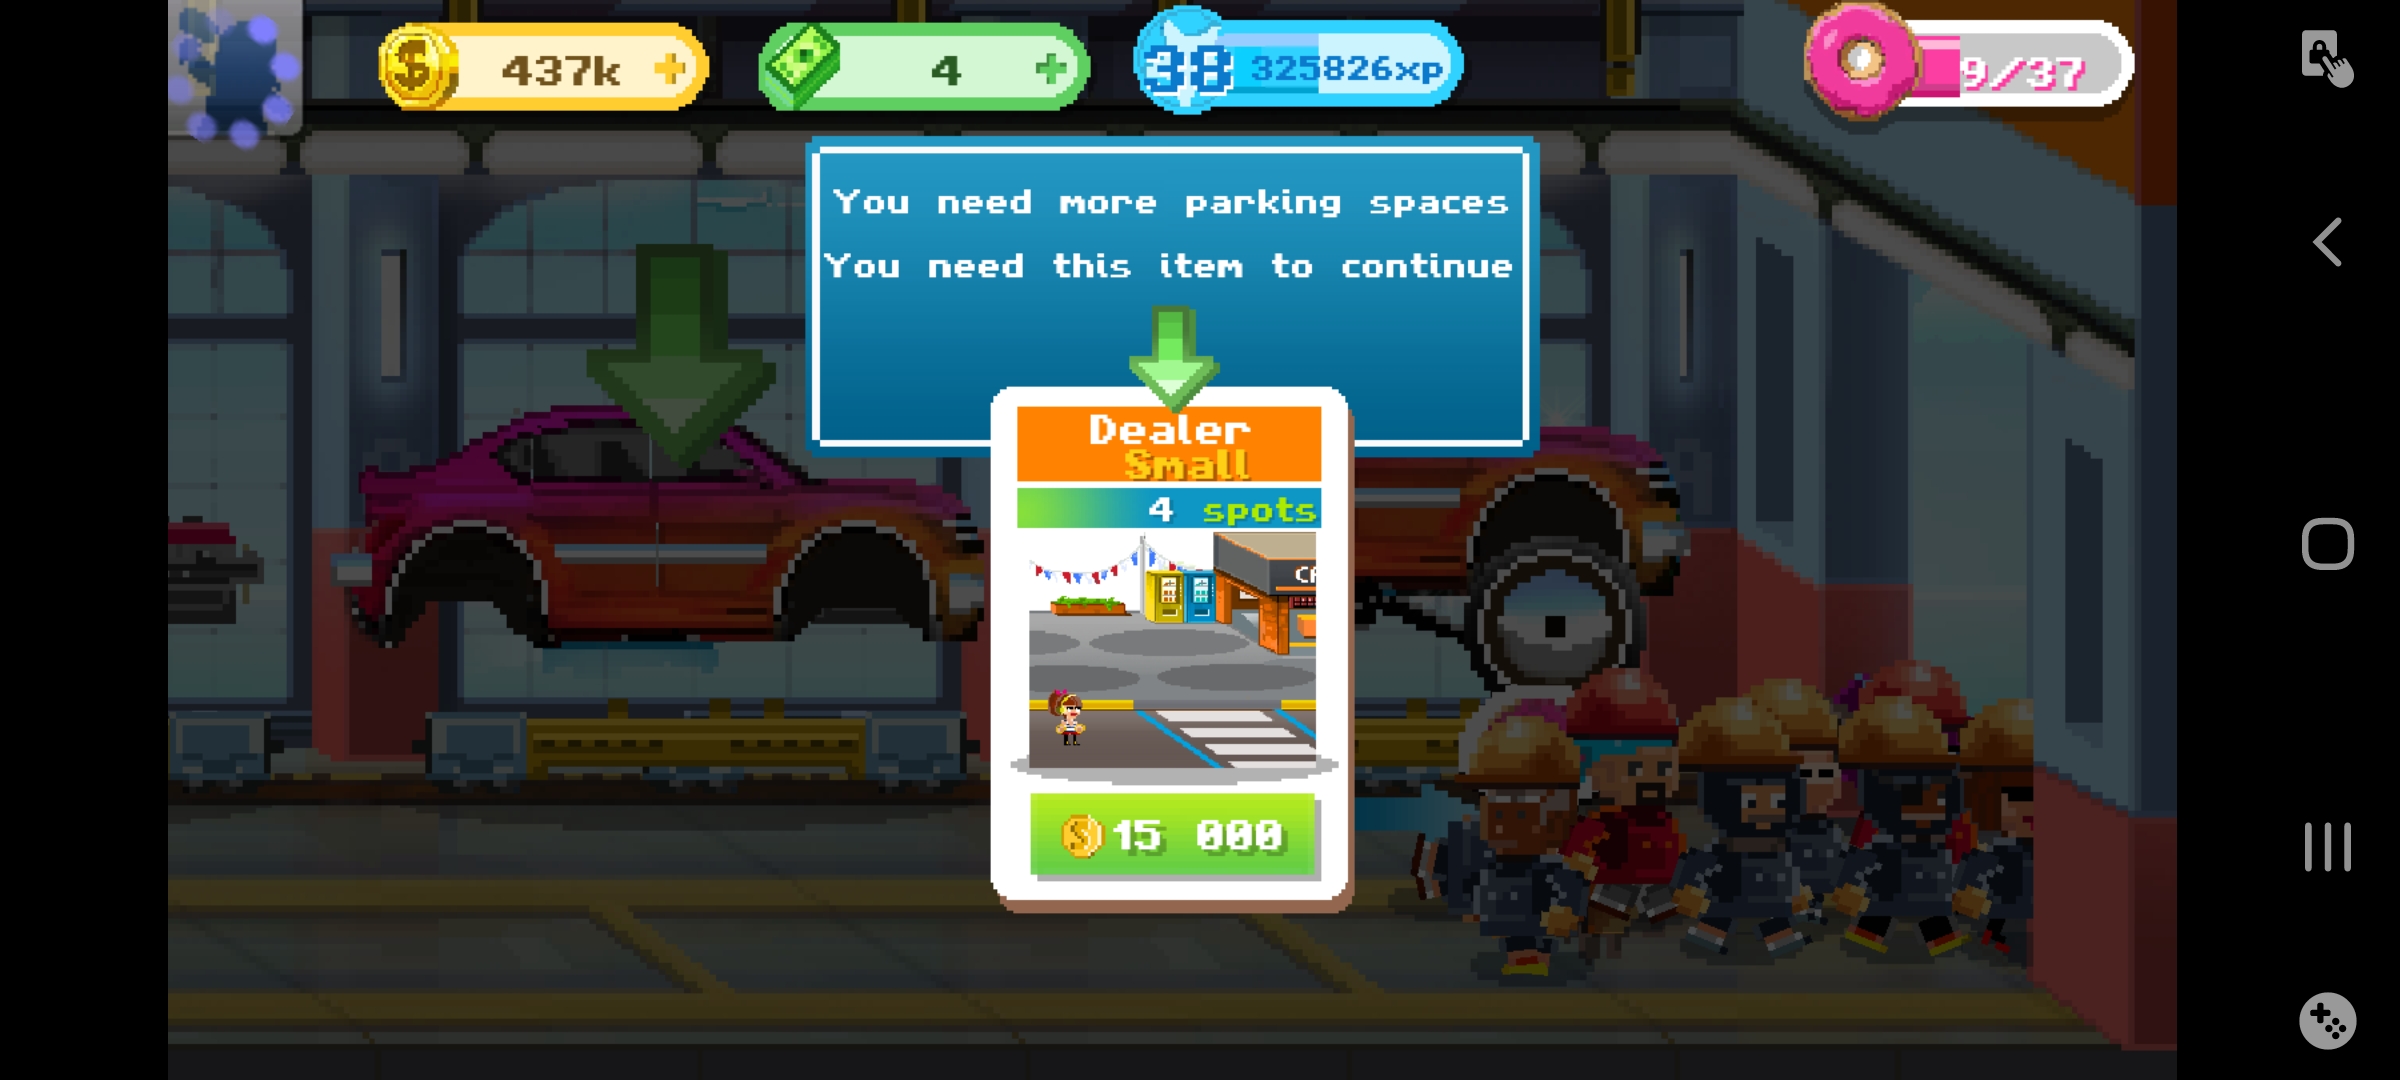 437k
4
38
325826xp
9/37
You need more parking spaces
You need this item to continue
Dealer
Small
4 spots
15 000